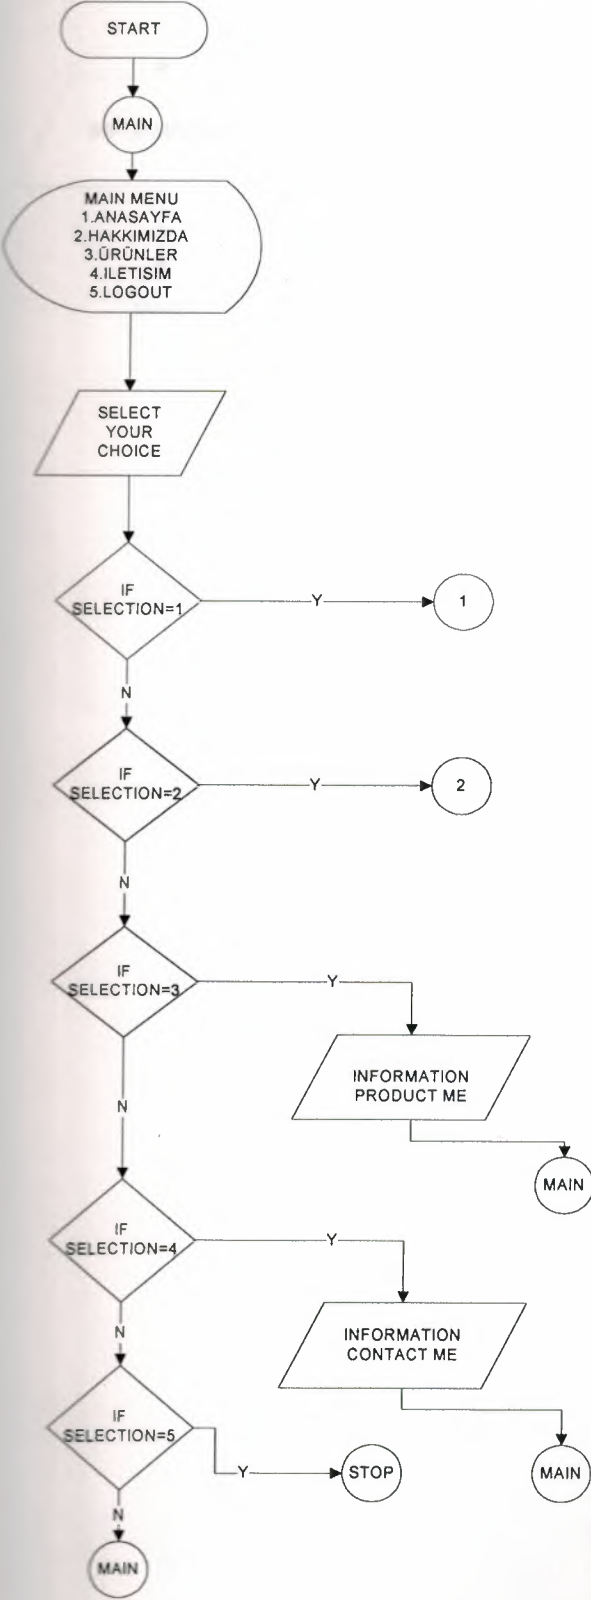 START
MAIN
MAIN MENU
1.ANASAYFA
2.HAKKIMIZDA
3.ÜRÜNLER
4.ILETISIM
5.LOGOUT
SELECT
YOUR
CHOICE
IF
SELECTION=1
Y
1
N
IF
SELECTION=2
Y
2
N
IF
SELECTION=3
Y
INFORMATION
PRODUCT ME
MAIN
N
IF
SELECTION=4
Y
INFORMATION
CONTACT ME
MAIN
N
IF
SELECTION=5
Y
STOP
N
MAIN